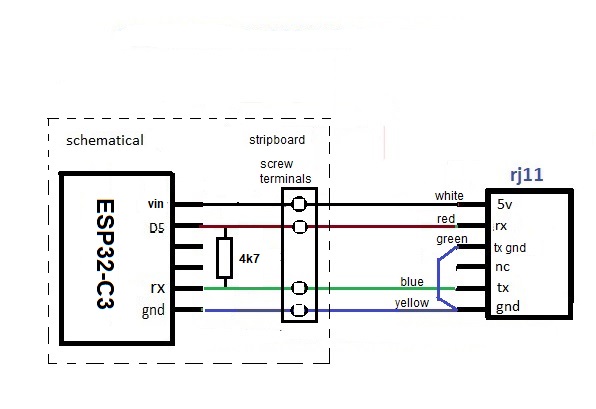 schematical
stripboard
screw
terminals
rj11
ESP32-C3
vin
D5
rx
gnd
4k7
white
red
green
blue
yellow
5v
rx
tx gnd
nc
tx
gnd